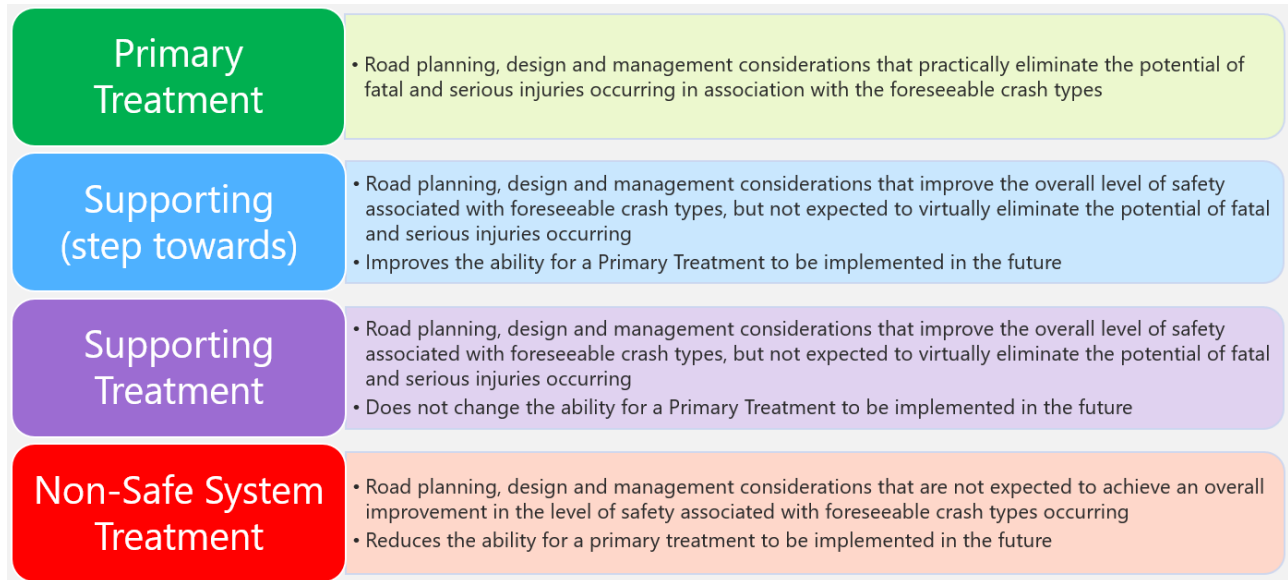 Primary
Treatment
• Road planning, design and management considerations that practically eliminate the potential of
fatal and serious injuries occurring in association with the foreseeable crash types
Supporting
(step towards)
• Road planning, design and management considerations that improve the overall level of safety
associated with foreseeable crash types, but not expected to virtually eliminate the potential of fatal
and serious injuries occurring
• Improves the ability for a Primary Treatment to be implemented in the future
Supporting
Treatment
• Road planning, design and management considerations that improve the overall level of safety
associated with foreseeable crash types, but not expected to virtually eliminate the potential of fatal
and serious injuries occurring
• Does not change the ability for a Primary Treatment to be implemented in the future
Non-Safe System
Treatment
• Road planning, design and management considerations that are not expected to achieve an overall
improvement in the level of safety associated with foreseeable crash types occurring
• Reduces the ability for a primary treatment to be implemented in the future